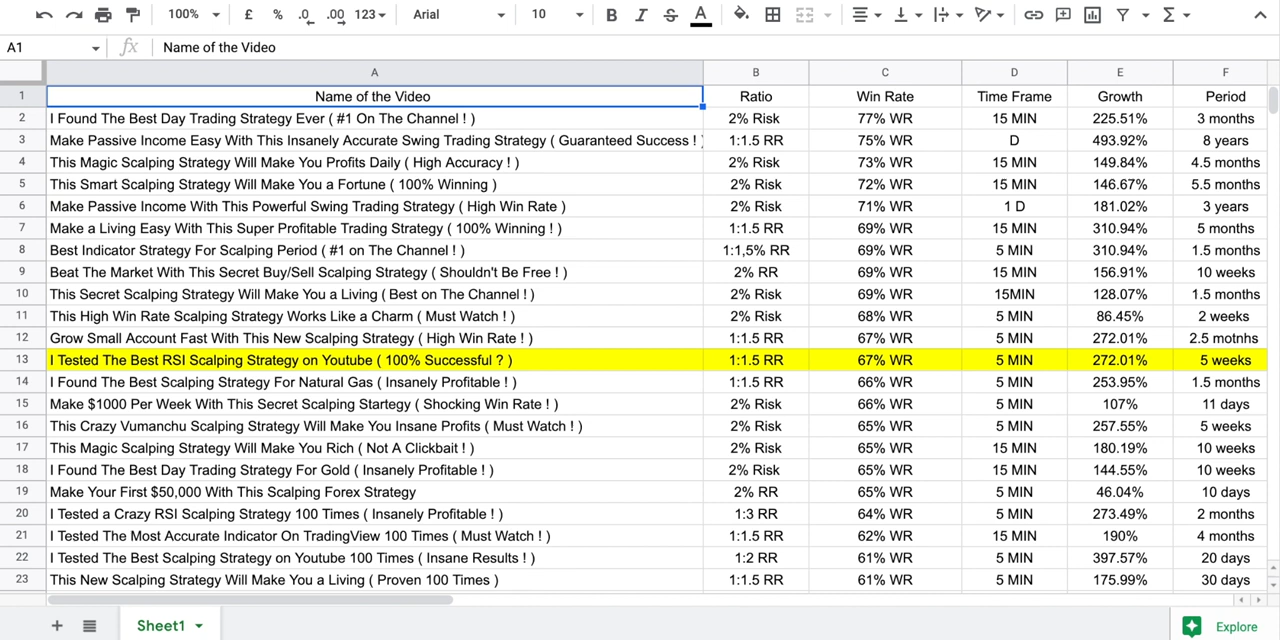 100% £ % .0 .00 123 Arial 10 B I S A
A1 fx Name of the Video
A B C D E F
1 Name of the Video Ratio Win Rate Time Frame Growth Period
2 I Found The Best Day Trading Strategy Ever ( #1 On The Channel ! ) 2% Risk 77% WR 15 MIN 225.51% 3 months
3 Make Passive Income Easy With This Insanely Accurate Swing Trading Strategy ( Guaranteed Success ! ) 1:1.5 RR 75% WR D 493.92% 8 years
4 This Magic Scalping Strategy Will Make You Profits Daily ( High Accuracy ! ) 2% Risk 73% WR 15 MIN 149.84% 4.5 months
5 This Smart Scalping Strategy Will Make You a Fortune ( 100% Winning ) 2% Risk 72% WR 15 MIN 146.67% 5.5 months
6 Make Passive Income With This Powerful Swing Trading Strategy ( High Win Rate ) 2% Risk 71% WR 1 D 181.02% 3 years
7 Make a Living Easy With This Super Profitable Trading Strategy ( 100% Winning ! ) 1:1.5 RR 69% WR 15 MIN 310.94% 5 months
8 Best Indicator Strategy For Scalping Period ( #1 on The Channel ! ) 1:1,5% RR 69% WR 5 MIN 310.94% 1.5 months
9 Beat The Market With This Secret Buy/Sell Scalping Strategy ( Shouldn't Be Free ! ) 2% RR 69% WR 15 MIN 156.91% 10 weeks
10 This Secret Scalping Strategy Will Make You a Living ( Best on The Channel ! ) 2% Risk 69% WR 15MIN 128.07% 1.5 months
11 This High Win Rate Scalping Strategy Works Like a Charm ( Must Watch ! ) 2% Risk 68% WR 5 MIN 86.45% 2 weeks
12 Grow Small Account Fast With This New Scalping Strategy ( High Win Rate ! ) 1:1.5 RR 67% WR 5 MIN 272.01% 2.5 motnhs
13 I Tested The Best RSI Scalping Strategy on Youtube ( 100% Successful ? ) 1:1.5 RR 67% WR 5 MIN 272.01% 5 weeks
14 I Found The Best Scalping Strategy For Natural Gas ( Insanely Profitable ! ) 1:1.5 RR 66% WR 5 MIN 253.95% 1.5 months
15 Make $1000 Per Week With This Secret Scalping Startegy ( Shocking Win Rate ! ) 2% Risk 66% WR 5 MIN 107% 11 days
16 This Crazy Vumanchu Scalping Strategy Will Make You Insane Profits ( Must Watch ! ) 2% Risk 65% WR 5 MIN 257.55% 5 weeks
17 This Magic Scalping Strategy Will Make You Rich ( Not A Clickbait ! ) 2% Risk 65% WR 15 MIN 180.19% 10 weeks
18 I Found The Best Day Trading Strategy For Gold ( Insanely Profitable ! ) 2% Risk 65% WR 15 MIN 144.55% 10 weeks
19 Make Your First $50,000 With This Scalping Forex Strategy 2% RR 65% WR 5 MIN 46.04% 10 days
20 I Tested a Crazy RSI Scalping Strategy 100 Times ( Insanely Profitable ! ) 1:3 RR 64% WR 5 MIN 273.49% 2 months
21 I Tested The Most Accurate Indicator On TradingView 100 Times ( Must Watch ! ) 1:1.5 RR 62% WR 15 MIN 190% 4 months
22 I Tested The Best Scalping Strategy on Youtube 100 Times ( Insane Results ! ) 1:2 RR 61% WR 5 MIN 397.57% 20 days
23 This New Scalping Strategy Will Make You a Living ( Proven 100 Times ) 1:1.5 RR 61% WR 5 MIN 175.99% 30 days
Sheet1 Explore